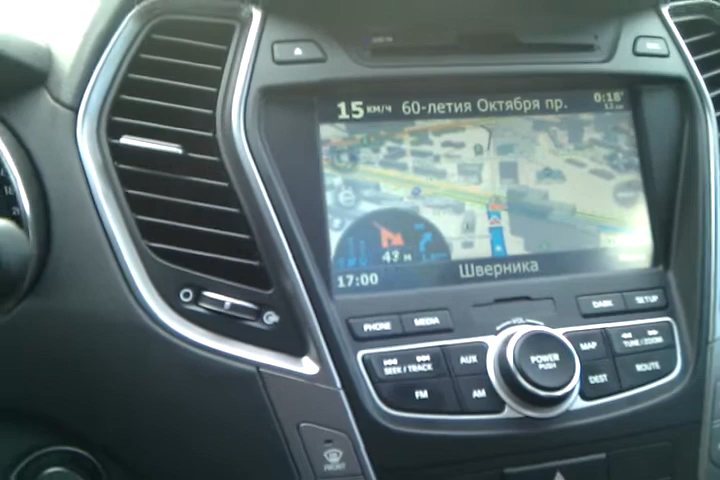 15 км/ч 60-летия Октября пр. 0:18
43 м
17:00 Шверника
DARK SETUP
PHONE MEDIA
VOL
SEEK / TRACK AUX POWER PUSH MAP TUNE / ZOOM
FM AM DEST ROUTE
FRONT